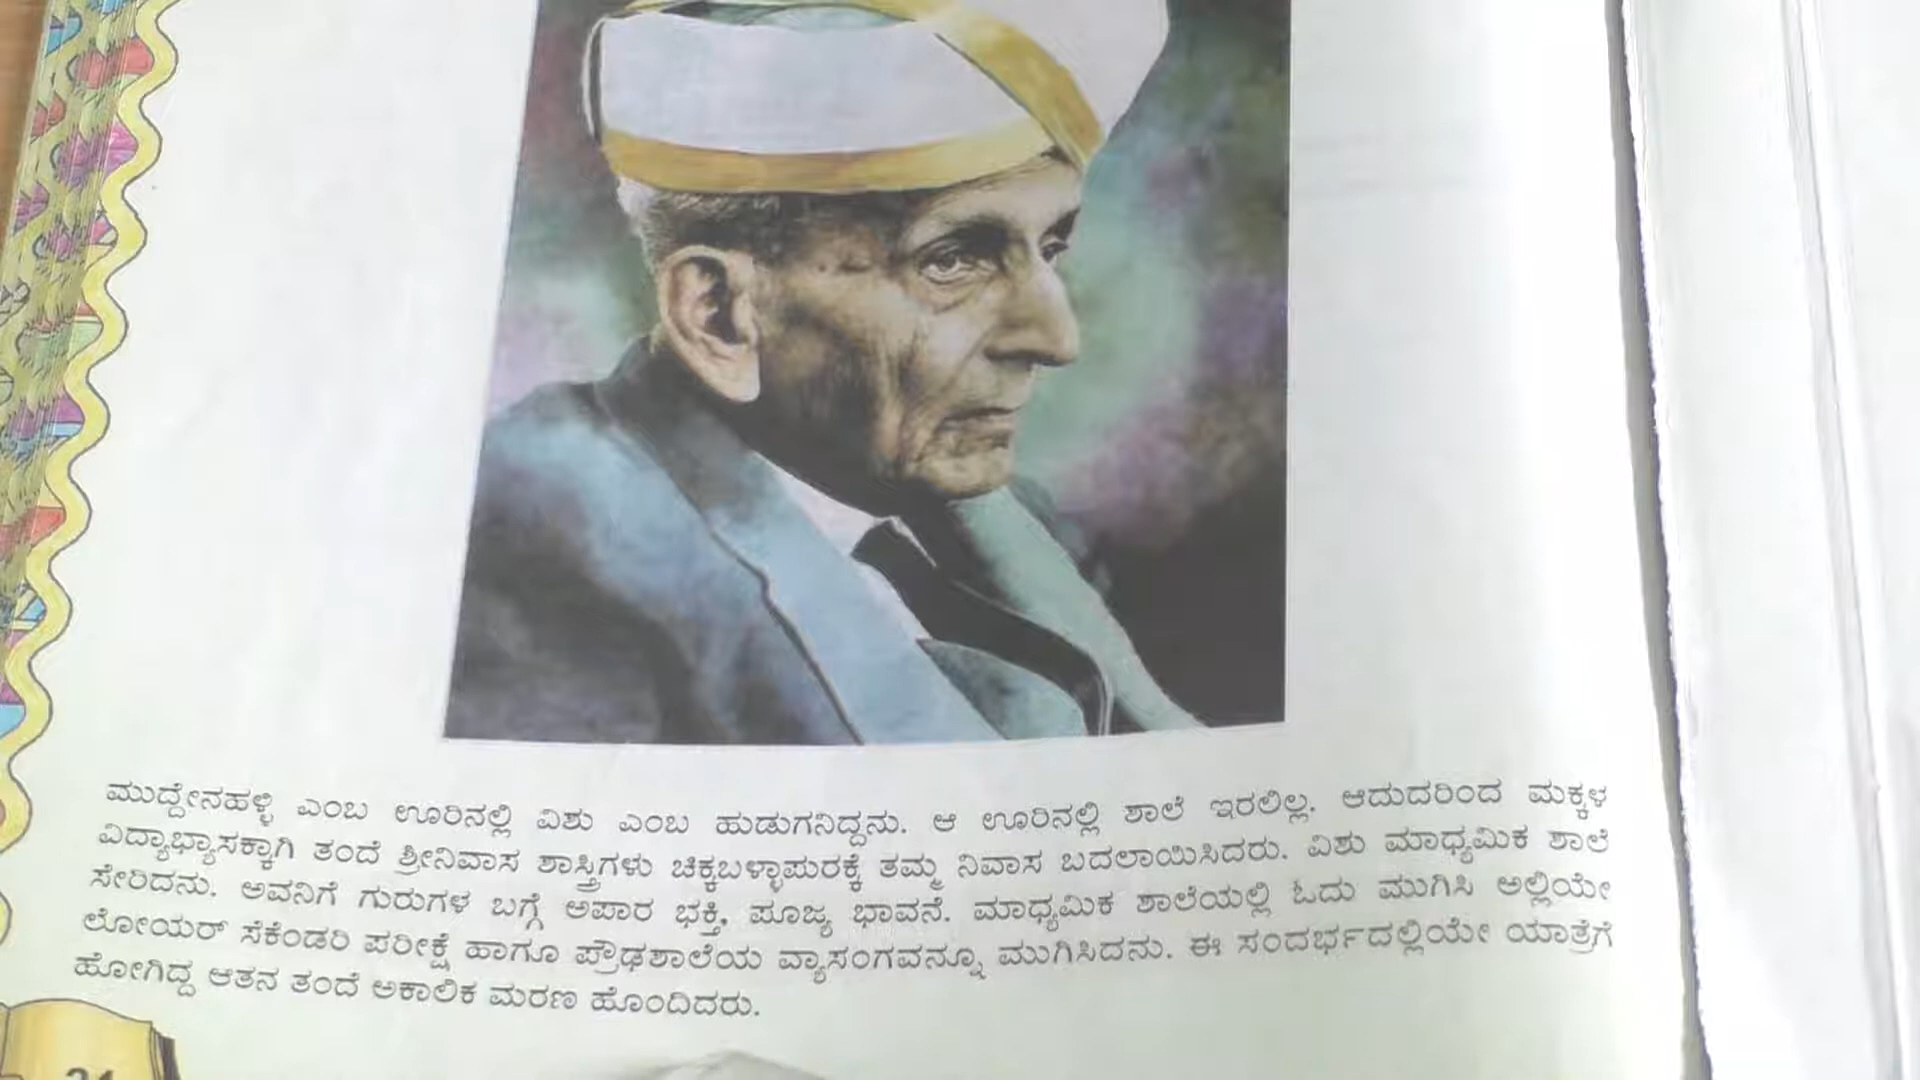 ಮುದ್ದೇನಹಳ್ಳಿ ಎಂಬ ಊರಿನಲ್ಲಿ ವಿಶು ಎಂಬ ಹುಡುಗನಿದ್ದನು. ಆ ಊರಿನಲ್ಲಿ ಶಾಲೆ ಇರಲಿಲ್ಲ. ಆದುದರಿಂದ ಮಕ್ಕಳ
ವಿದ್ಯಾಭ್ಯಾಸಕ್ಕಾಗಿ ತಂದೆ ಶ್ರೀನಿವಾಸ ಶಾಸ್ತ್ರಿಗಳು ಚಿಕ್ಕಬಳ್ಳಾಪುರಕ್ಕೆ ತಮ್ಮ ನಿವಾಸ ಬದಲಾಯಿಸಿದರು. ವಿಶು ಮಾಧ್ಯಮಿಕ ಶಾಲೆ
ಸೇರಿದನು. ಅವನಿಗೆ ಗುರುಗಳ ಬಗ್ಗೆ ಅಪಾರ ಭಕ್ತಿ, ಪೂಜ್ಯ ಭಾವನೆ. ಮಾಧ್ಯಮಿಕ ಶಾಲೆಯಲ್ಲಿ ಓದು ಮುಗಿಸಿ ಅಲ್ಲಿಯೇ
ಲೋಯರ್ ಸೆಕೆಂಡರಿ ಪರೀಕ್ಷೆ ಹಾಗೂ ಪ್ರೌಢಶಾಲೆಯ ವ್ಯಾಸಂಗವನ್ನೂ ಮುಗಿಸಿದನು. ಈ ಸಂದರ್ಭದಲ್ಲಿಯೇ ಯಾತ್ರೆಗೆ
ಹೋಗಿದ್ದ ಆತನ ತಂದೆ ಅಕಾಲಿಕ ಮರಣ ಹೊಂದಿದರು.